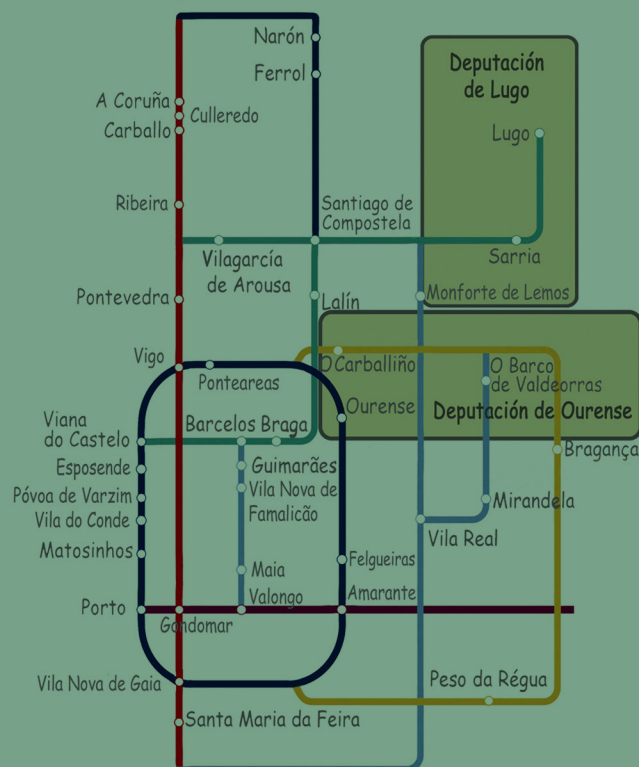 Narón
Ferrol
Deputación
de Lugo
A Coruña
Culleredo
Carballo
Lugo
Ribeira
Santiago de
Compostela
Vilagarcía
de Arousa
Sarria
Pontevedra
Lalín
Monforte de Lemos
Vigo
Ponteareas
O Carballiño
O Barco
de Valdeorras
Ourense
Deputación de Ourense
Viana
do Castelo
Barcelos
Braga
Bragança
Esposende
Guimarães
Póvoa de Varzim
Vila Nova de
Famalicão
Mirandela
Vila do Conde
Vila Real
Matosinhos
Maia
Felgueiras
Porto
Valongo
Amarante
Gondomar
Vila Nova de Gaia
Peso da Régua
Santa Maria da Feira